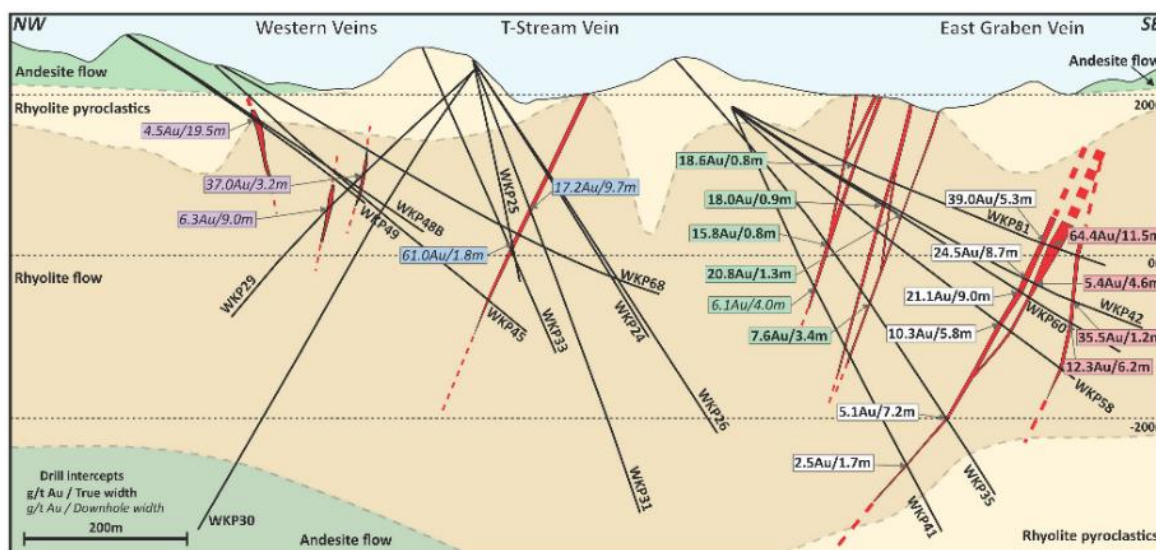 NW
Western Veins
T-Stream Vein
East Graben Vein
SE
Andesite flow
Andesite flow
Rhyolite pyroclastics
200m
4.5Au/19.5m
37.0Au/3.2m
6.3Au/9.0m
WKP49
WKP48B
WKP25
17.2Au/9.7m
61.0Au/1.8m
18.6Au/0.8m
18.0Au/0.9m
15.8Au/0.8m
20.8Au/1.3m
6.1Au/4.0m
7.6Au/3.4m
39.0Au/5.3m
WKP81
64.4Au/11.5m
24.5Au/8.7m
5.4Au/4.6m
21.1Au/9.0m
WKP42
10.3Au/5.8m
WKP60
35.5Au/1.2m
12.3Au/6.2m
Rhyolite flow
WKP29
WKP45
WKP33
WKP24
WKP68
WKP58
WKP26
5.1Au/7.2m
-200m
2.5Au/1.7m
WKP35
WKP41
WKP31
Drill intercepts
g/t Au / True width
g/t Au / Downhole width
200m
WKP30
Andesite flow
Rhyolite pyroclastics